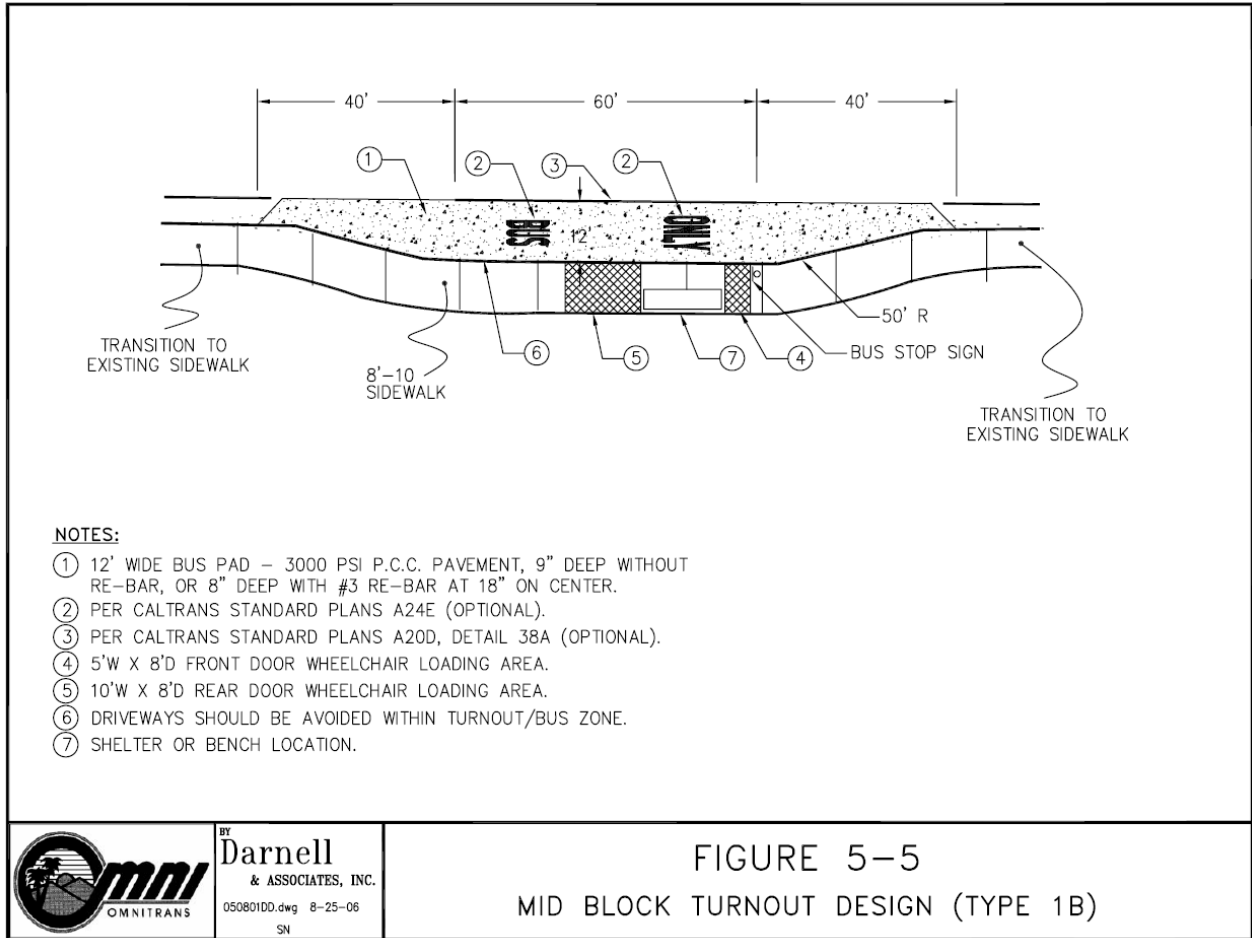 40'
60'
40'
1
2
3
2
BUS
12'
ONLY
50' R
TRANSITION TO
EXISTING SIDEWALK
8'-10
SIDEWALK
6
5
7
4
BUS STOP SIGN
TRANSITION TO
EXISTING SIDEWALK
NOTES:
1 12' WIDE BUS PAD – 3000 PSI P.C.C. PAVEMENT, 9" DEEP WITHOUT
RE-BAR, OR 8" DEEP WITH #3 RE-BAR AT 18" ON CENTER.
2 PER CALTRANS STANDARD PLANS A24E (OPTIONAL).
3 PER CALTRANS STANDARD PLANS A20D, DETAIL 38A (OPTIONAL).
4 5'W X 8'D FRONT DOOR WHEELCHAIR LOADING AREA.
5 10'W X 8'D REAR DOOR WHEELCHAIR LOADING AREA.
6 DRIVEWAYS SHOULD BE AVOIDED WITHIN TURNOUT/BUS ZONE.
7 SHELTER OR BENCH LOCATION.
OMNI
OMNITRANS
BY
Darnell
& ASSOCIATES, INC.
050801DD.dwg 8-25-06
SN
FIGURE 5-5
MID BLOCK TURNOUT DESIGN (TYPE 1B)